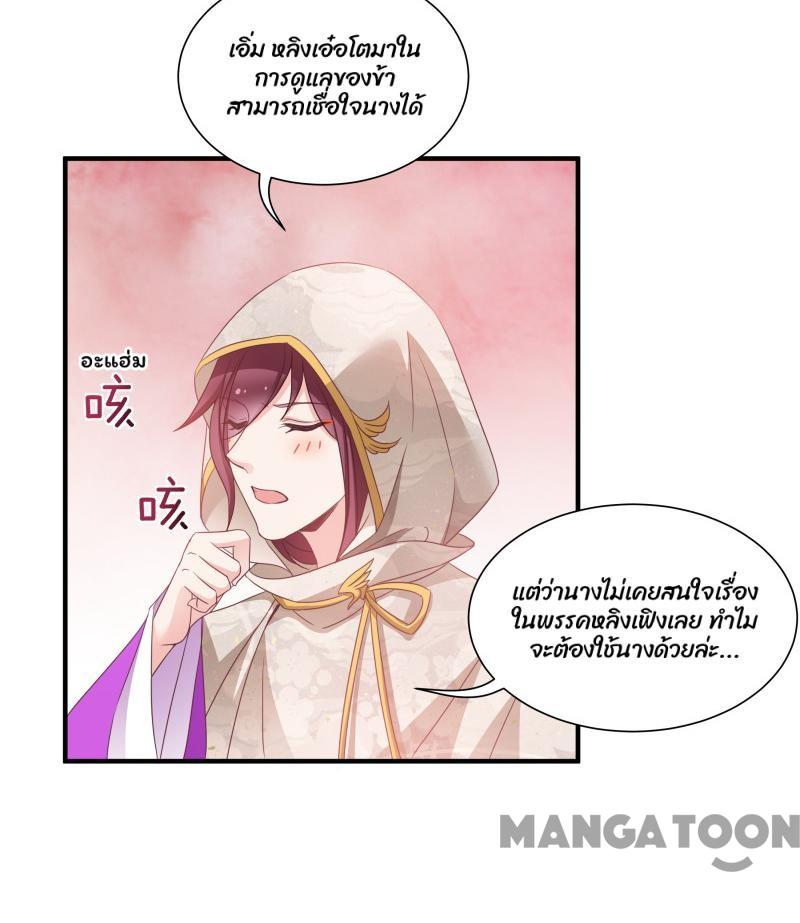 เอิ่ม หลิงเอ๋อโตมาใน
การดูแลของข้า
สามารถเชื่อใจนางได้
อะแฮ่ม
咳
咳
แต่ว่านางไม่เคยสนใจเรื่อง
ในพรรคหลิงเฟิงเลย ทำไม
จะต้องใช้นางด้วยล่ะ...
MANGATOON